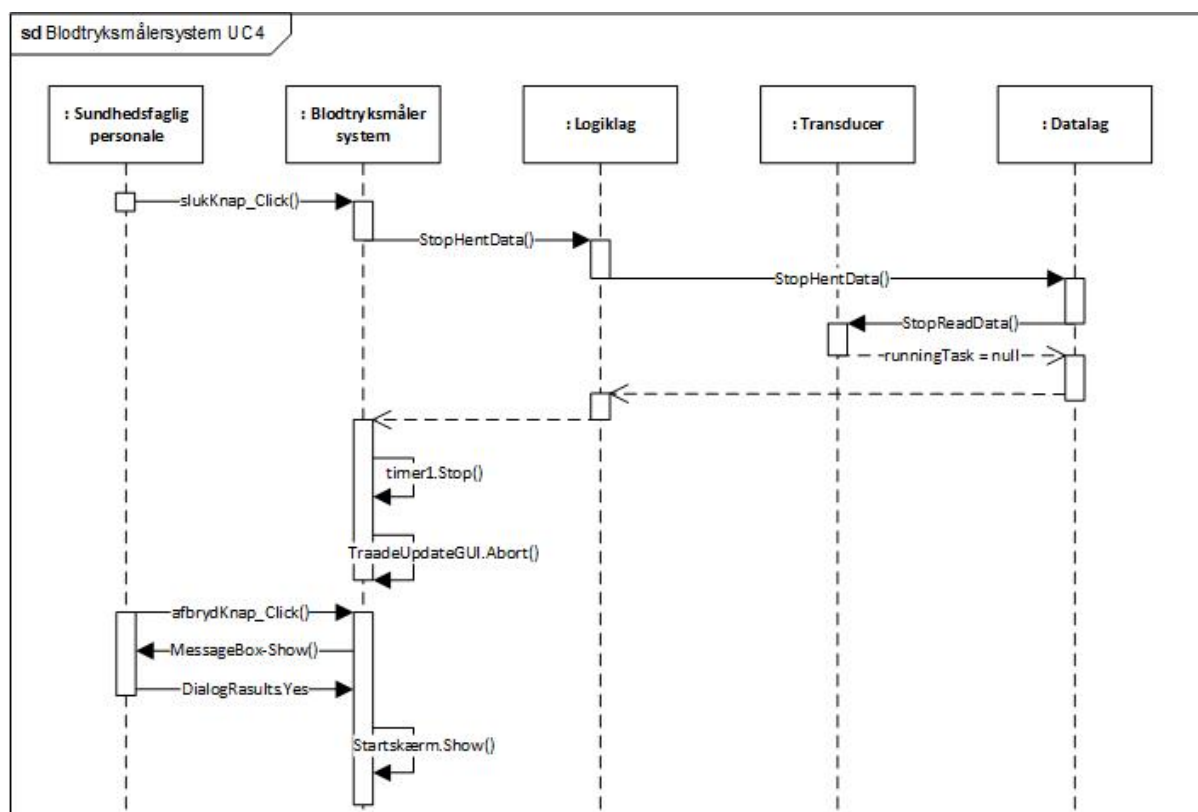 sd Blodtryksmålersystem UC4
: Sundhedsfaglig
personale
: Blodtryksmåler
system
: Logiklag
: Transducer
: Datalag
slukKnap_Click()
StopHentData()
StopHentData()
StopReadData()
runningTask = null
timer1.Stop()
TraadeUpdateGUI.Abort()
afbrydKnap_Click()
MessageBox-Show()
DialogRasults.Yes
Startskærm.Show()